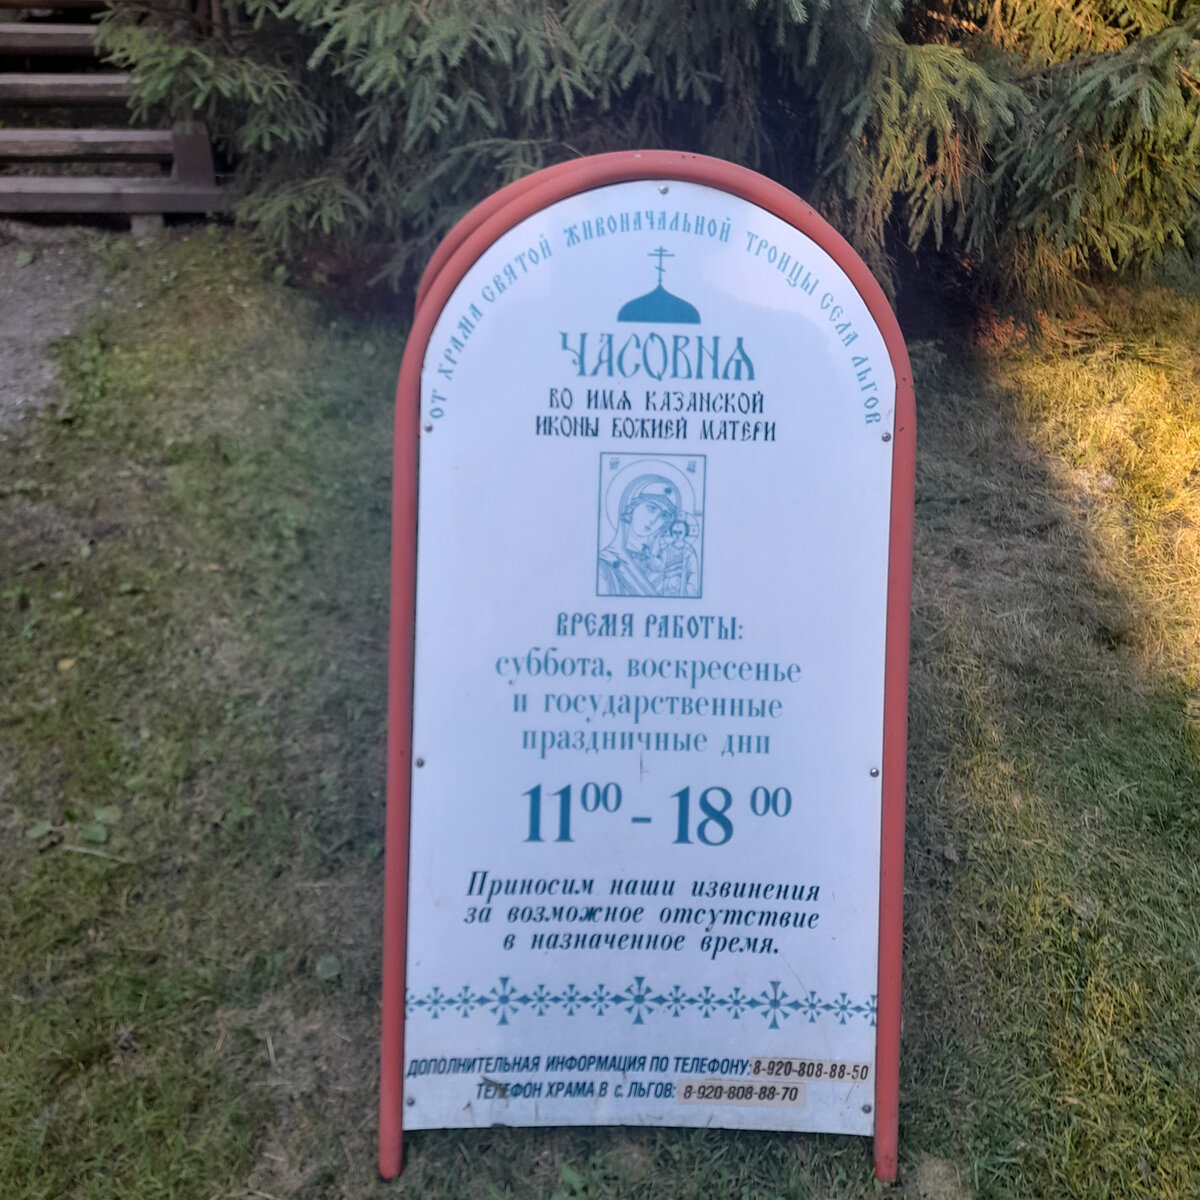 ОТ ХРАМА СВЯТОЙ ЖИВОНАЧАЛЬНОЙ ТРОИЦЫ СЕЛА ЛЬГОВ
ЧАСОВНЯ
ВО ИМЯ КАЗАНСКОЙ
ИКОНЫ БОЖИЕЙ МАТЕРИ
ВРЕМЯ РАБОТЫ:
суббота, воскресенье
и государственные
праздничные дни
11⁰⁰ - 18⁰⁰
Приносим наши извинения
за возможное отсутствие
в назначенное время.
ДОПОЛНИТЕЛЬНАЯ ИНФОРМАЦИЯ ПО ТЕЛЕФОНУ: 8-920-808-88-50
ТЕЛЕФОН ХРАМА В с. ЛЬГОВ: 8-920-808-88-70